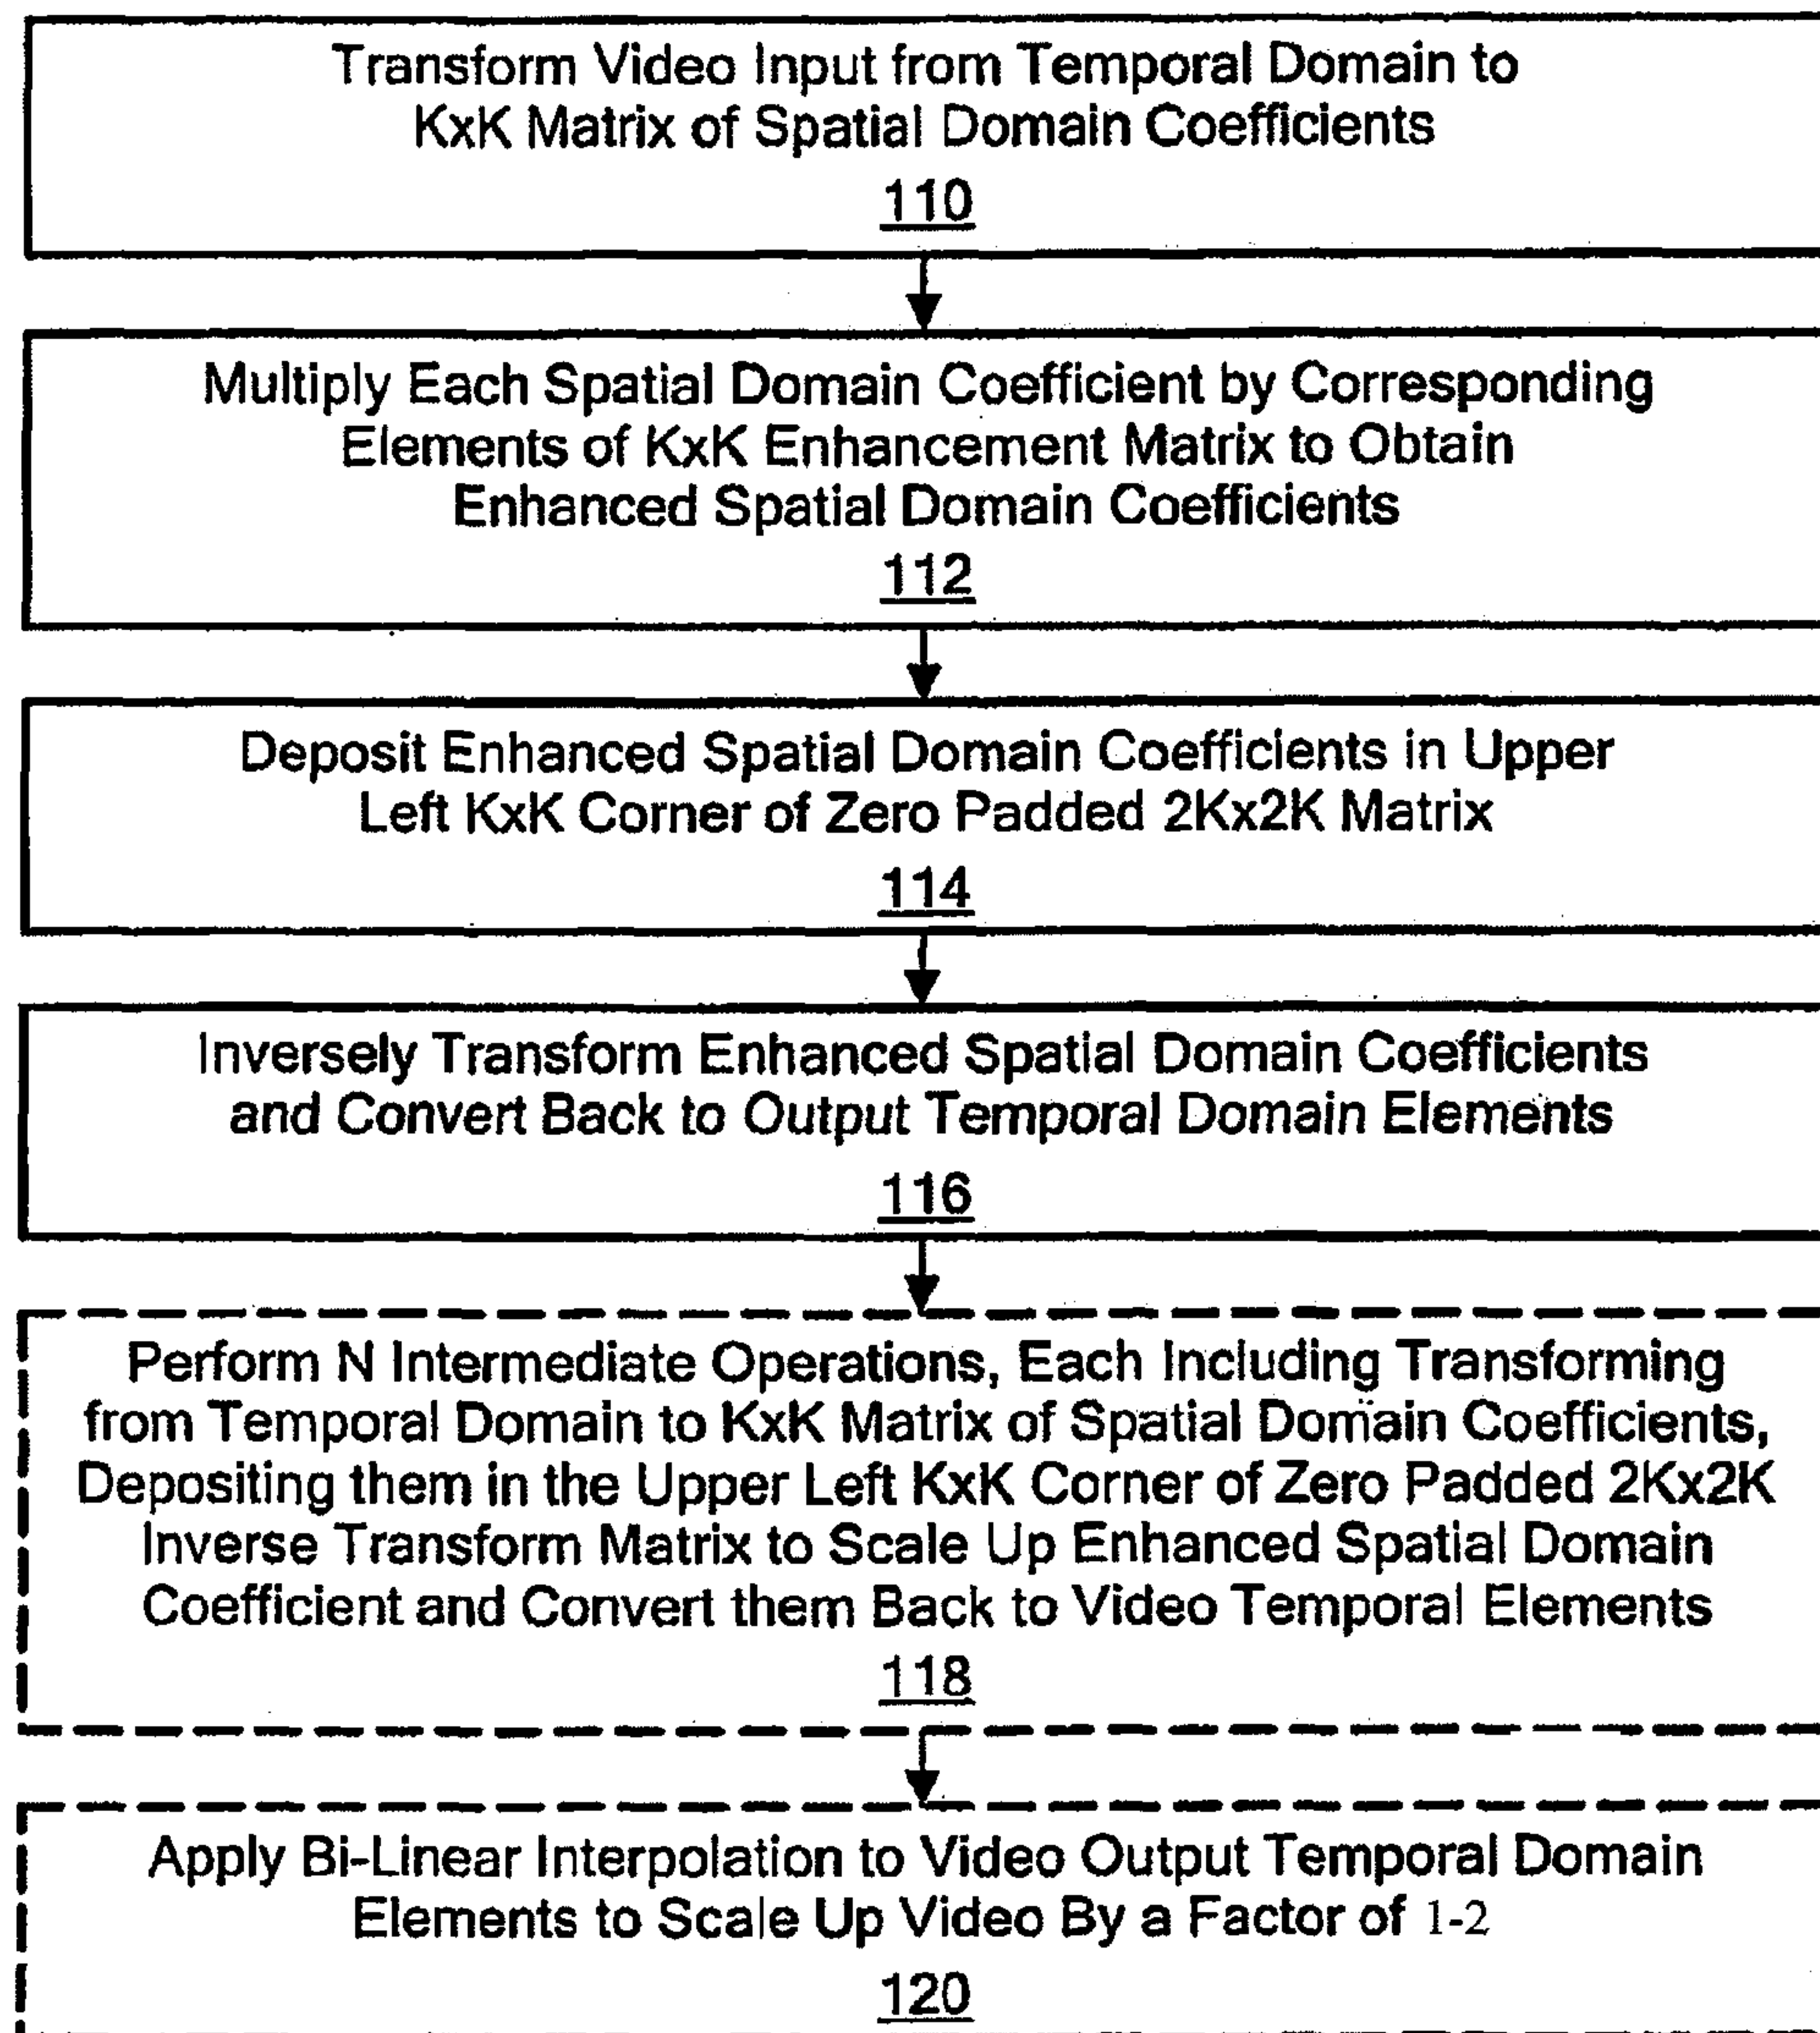 Transform Video Input from Temporal Domain to
KxK Matrix of Spatial Domain Coefficients
110
Multiply Each Spatial Domain Coefficient by Corresponding
Elements of KxK Enhancement Matrix to Obtain
Enhanced Spatial Domain Coefficients
112
Deposit Enhanced Spatial Domain Coefficients in Upper
Left KxK Corner of Zero Padded 2Kx2K Matrix
114
Inversely Transform Enhanced Spatial Domain Coefficients
and Convert Back to Output Temporal Domain Elements
116
Perform N Intermediate Operations, Each Including Transforming
from Temporal Domain to KxK Matrix of Spatial Domain Coefficients,
Depositing them in the Upper Left KxK Corner of Zero Padded 2Kx2K
Inverse Transform Matrix to Scale Up Enhanced Spatial Domain
Coefficient and Convert them Back to Video Temporal Elements
118
Apply Bi-Linear Interpolation to Video Output Temporal Domain
Elements to Scale Up Video By a Factor of 1-2
120